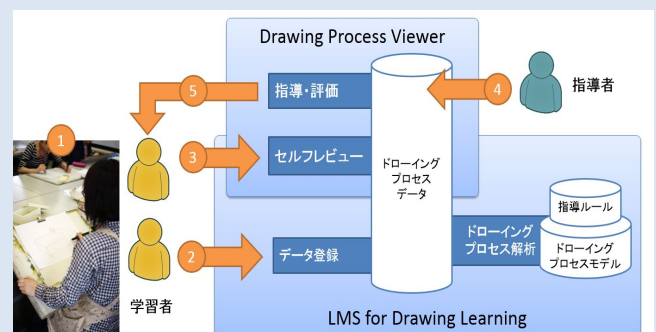 Drawing Process Viewer
5
指導・評価
4
指導者
1
3
セルフレビュー
ドローイング
プロセス
データ
指導ルール
2
データ登録
ドローイング
プロセス解析
ドローイング
プロセスモデル
学習者
LMS for Drawing Learning